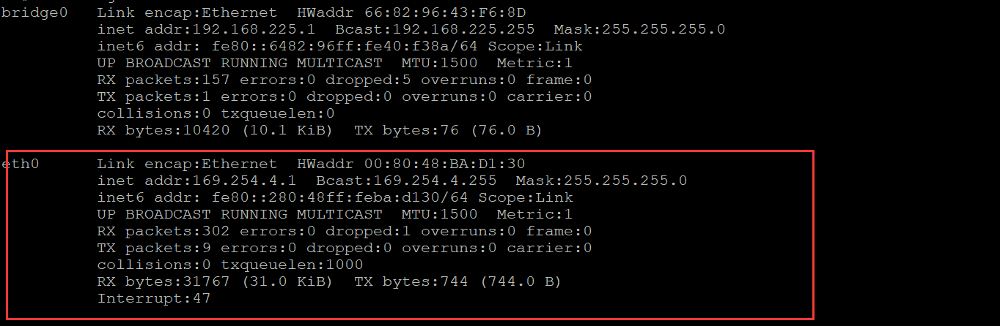 bridge0 Link encap:Ethernet HWaddr 66:82:96:43:F6:8D
inet addr:192.168.225.1 Bcast:192.168.225.255 Mask:255.255.255.0
inet6 addr: fe80::6482:96ff:fe40:f38a/64 Scope:Link
UP BROADCAST RUNNING MULTICAST MTU:1500 Metric:1
RX packets:157 errors:0 dropped:5 overruns:0 frame:0
TX packets:1 errors:0 dropped:0 overruns:0 carrier:0
collisions:0 txqueuelen:0
RX bytes:10420 (10.1 KiB) TX bytes:76 (76.0 B)
eth0 Link encap:Ethernet HWaddr 00:80:48:BA:D1:30
inet addr:169.254.4.1 Bcast:169.254.4.255 Mask:255.255.255.0
inet6 addr: fe80::280:48ff:feba:d130/64 Scope:Link
UP BROADCAST RUNNING MULTICAST MTU:1500 Metric:1
RX packets:302 errors:0 dropped:1 overruns:0 frame:0
TX packets:9 errors:0 dropped:0 overruns:0 carrier:0
collisions:0 txqueuelen:1000
RX bytes:31767 (31.0 KiB) TX bytes:744 (744.0 B)
Interrupt:47